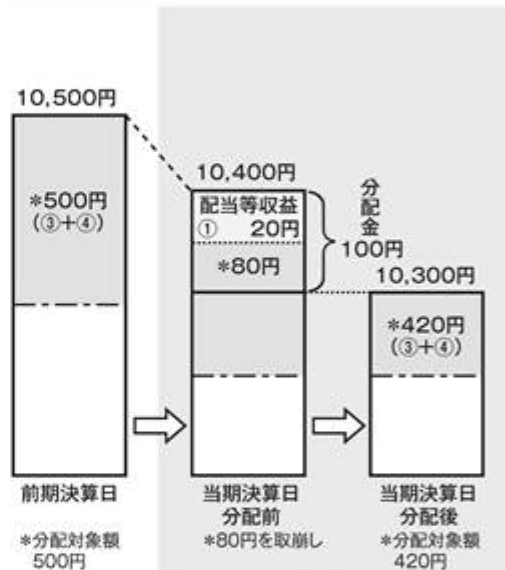 10,500円
*500円
(③+④)
前期決算日
*分配対象額
500円
10,400円
配当等収益
① 20円
*80円
分配金
100円
当期決算日
分配前
*80円を取崩し
10,300円
*420円
(③+④)
当期決算日
分配後
*分配対象額
420円